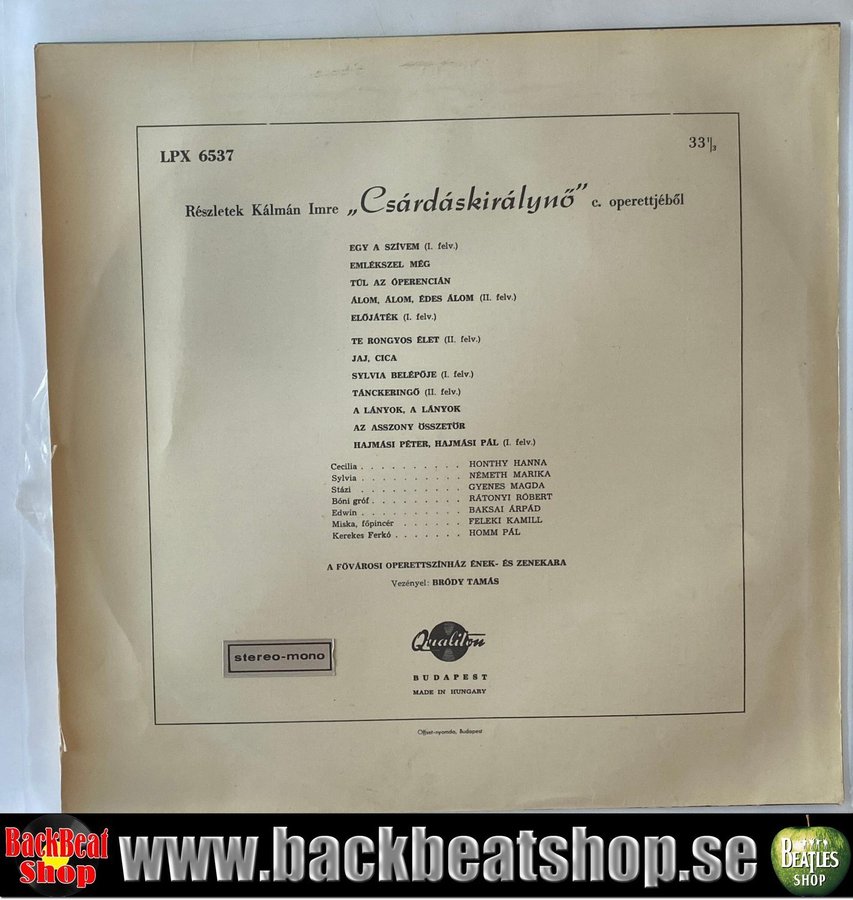 LPX 6537
33 1/3
Részletek Kálmán Imre „Csárdáskirálynő” c. operettjéből
EGY A SZÍVEM (I. felv.)
EMLÉKSZEL MÉG
TÚL AZ ÓPERENCIÁN
ÁLOM, ÁLOM, ÉDES ÁLOM (II. felv.)
ELŐJÁTÉK (I. felv.)
TE RONGYOS ÉLET (II. felv.)
JAJ, CICA
SYLVIA BELÉPŐJE (I. felv.)
TÁNCKERINGŐ (II. felv.)
A LÁNYOK, A LÁNYOK
AZ ASSZONY ÖSSZETÖR
HAJMÁSI PÉTER, HAJMÁSI PÁL (I. felv.)
Cecilia . . . . . . . . . . HONTHY HANNA
Sylvia . . . . . . . . . . NÉMETH MARIKA
Stázi . . . . . . . . . . GYENES MAGDA
Bóni gróf . . . . . . . . . RÁTONYI RÓBERT
Edwin . . . . . . . . . . BAKSAI ÁRPÁD
Miska, főpincér . . . . . . FELEKI KAMILL
Kerekes Ferkó . . . . . . . HOMM PÁL
A FŐVÁROSI OPERETTSZÍNHÁZ ÉNEK- ÉS ZENEKARA
Vezényel: BRÓDY TAMÁS
stereo-mono
Qualiton
BUDAPEST
MADE IN HUNGARY
Offset-nyomda, Budapest
BackBeat Shop
www.backbeatshop.se
BEATLES SHOP